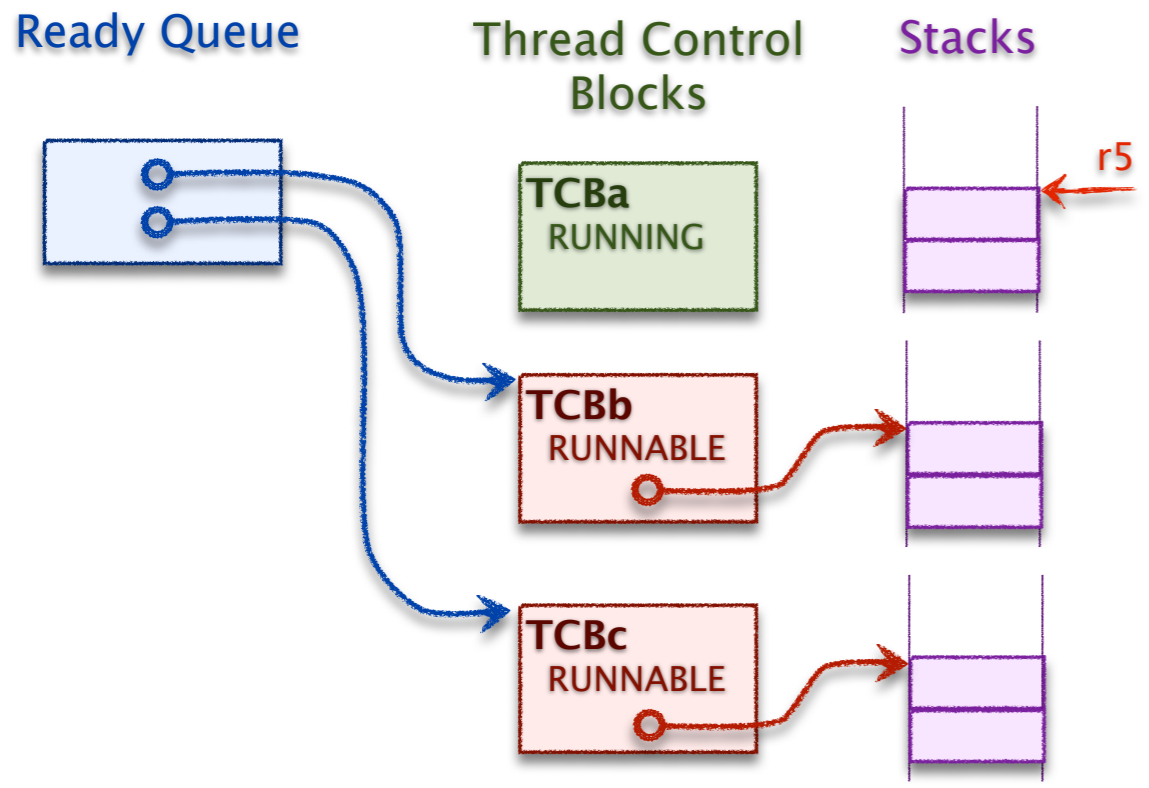 Ready Queue
Thread Control
Blocks
Stacks
r5
TCBa
RUNNING
TCBb
RUNNABLE
TCBc
RUNNABLE